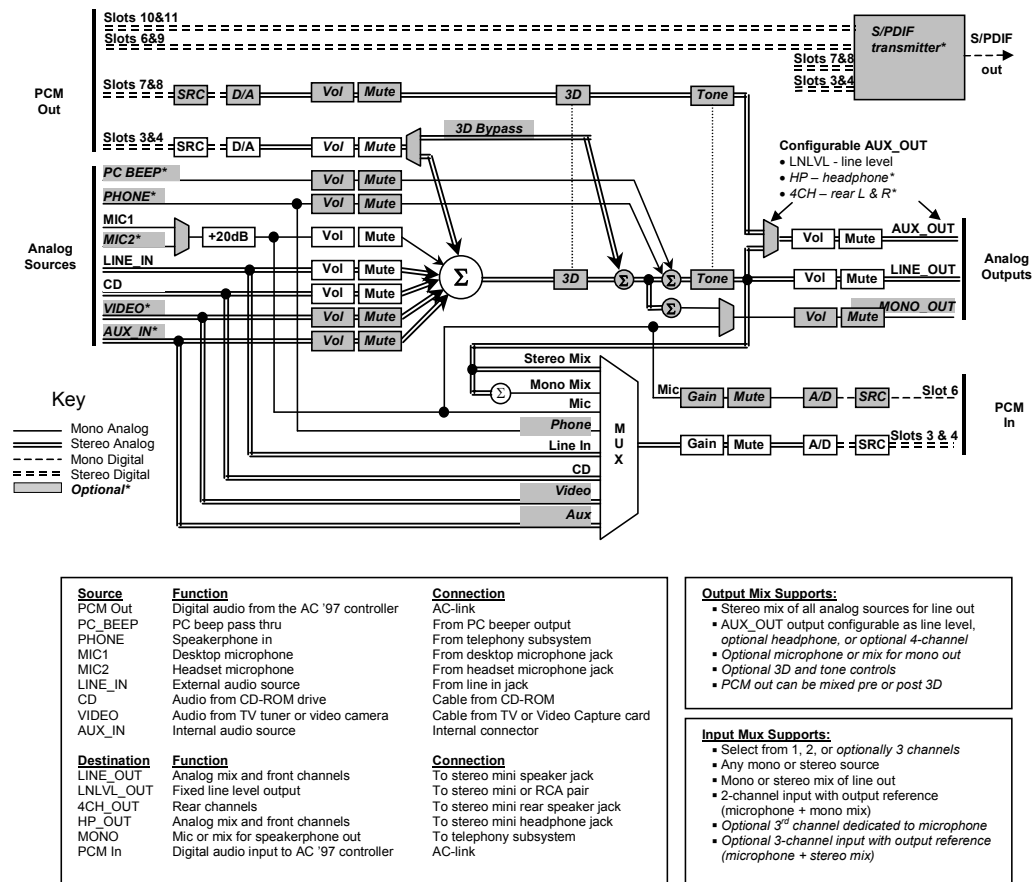 Slots 10&11
Slots 6&9
S/PDIF transmitter*
S/PDIF out
Slots 7&8
Slots 3&4
PCM Out
Slots 7&8 SRC D/A Vol Mute 3D Tone
Slots 3&4 SRC D/A Vol Mute 3D Bypass
Configurable AUX_OUT
• LNLVL - line level
• HP – headphone*
• 4CH – rear L & R*
Analog Sources
PC BEEP* Vol Mute
PHONE* Vol Mute
MIC1
MIC2* +20dB Vol Mute
LINE_IN Vol Mute
CD Vol Mute
VIDEO* Vol Mute
AUX_IN* Vol Mute
Σ 3D Σ Σ Tone
Σ
Vol Mute AUX_OUT
Vol Mute LINE_OUT
Vol Mute MONO_OUT
Analog Outputs
Stereo Mix
Σ Mono Mix
Mic
Phone
Line In
CD
Video
Aux
MUX
Mic Gain Mute A/D SRC Slot 6
Gain Mute A/D SRC Slots 3 & 4
PCM In
Key
Mono Analog
Stereo Analog
Mono Digital
Stereo Digital
Optional*
Source Function Connection
PCM Out Digital audio from the AC '97 controller AC-link
PC_BEEP PC beep pass thru From PC beeper output
PHONE Speakerphone in From telephony subsystem
MIC1 Desktop microphone From desktop microphone jack
MIC2 Headset microphone From headset microphone jack
LINE_IN External audio source From line in jack
CD Audio from CD-ROM drive Cable from CD-ROM
VIDEO Audio from TV tuner or video camera Cable from TV or Video Capture card
AUX_IN Internal audio source Internal connector
Destination Function Connection
LINE_OUT Analog mix and front channels To stereo mini speaker jack
LNLVL_OUT Fixed line level output To stereo mini or RCA pair
4CH_OUT Rear channels To stereo mini rear speaker jack
HP_OUT Analog mix and front channels To stereo mini headphone jack
MONO Mic or mix for speakerphone out To telephony subsystem
PCM In Digital audio input to AC '97 controller AC-link
Output Mix Supports:
▪ Stereo mix of all analog sources for line out
▪ AUX_OUT output configurable as line level,
optional headphone, or optional 4-channel
▪ Optional microphone or mix for mono out
▪ Optional 3D and tone controls
▪ PCM out can be mixed pre or post 3D
Input Mux Supports:
▪ Select from 1, 2, or optionally 3 channels
▪ Any mono or stereo source
▪ Mono or stereo mix of line out
▪ 2-channel input with output reference
(microphone + mono mix)
▪ Optional 3rd channel dedicated to microphone
▪ Optional 3-channel input with output reference
(microphone + stereo mix)